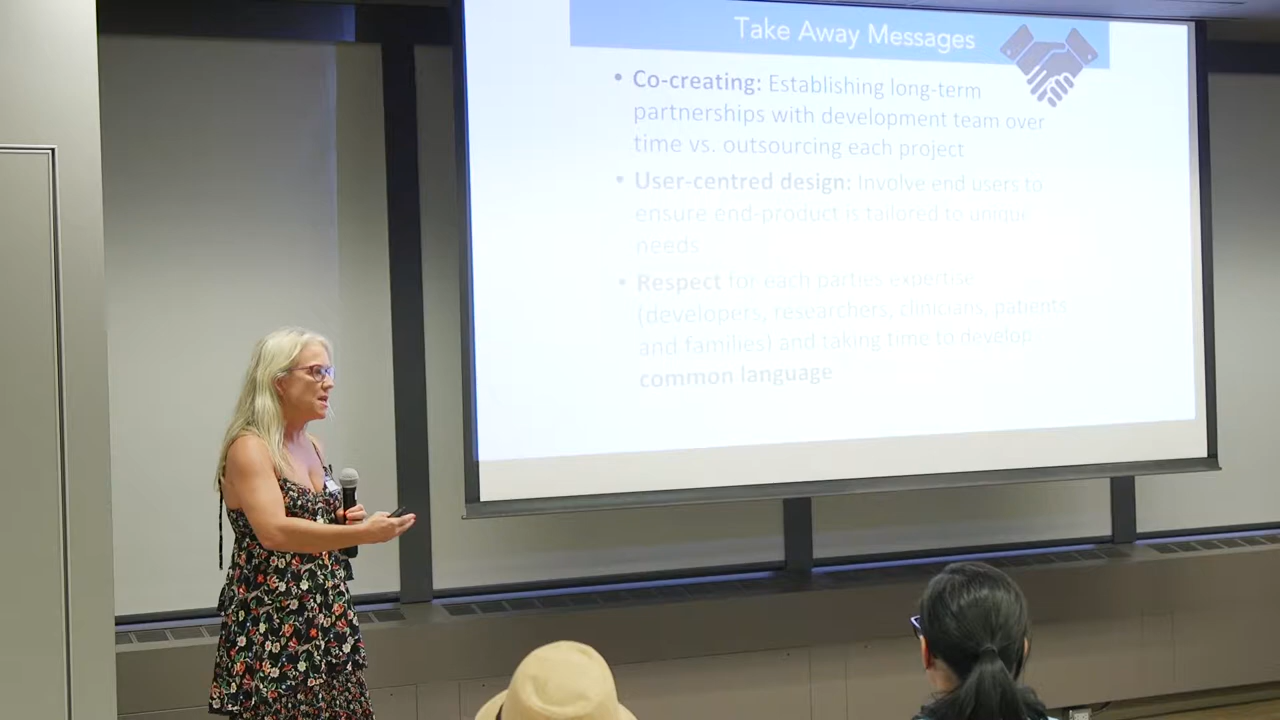 Take Away Messages
• Co-creating: Establishing long-term
partnerships with development team over
time vs. outsourcing each project
• User-centred design: Involve end users to
ensure end-product is tailored to unique
needs
• Respect for each parties expertise
(developers, researchers, clinicians, patients
and families) and taking time to develop
common language